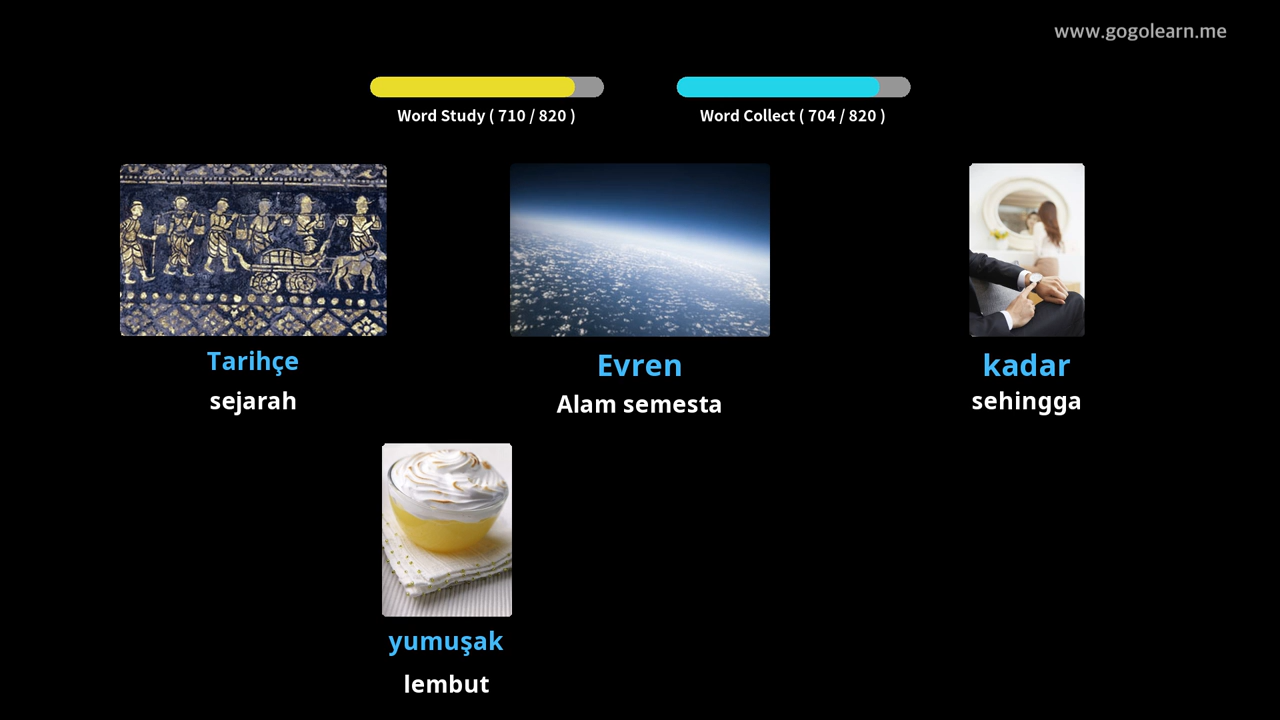 www.gogolearn.me
Word Study ( 710 / 820 )
Word Collect ( 704 / 820 )
Tarihçe
sejarah
Evren
Alam semesta
kadar
sehingga
yumuşak
lembut